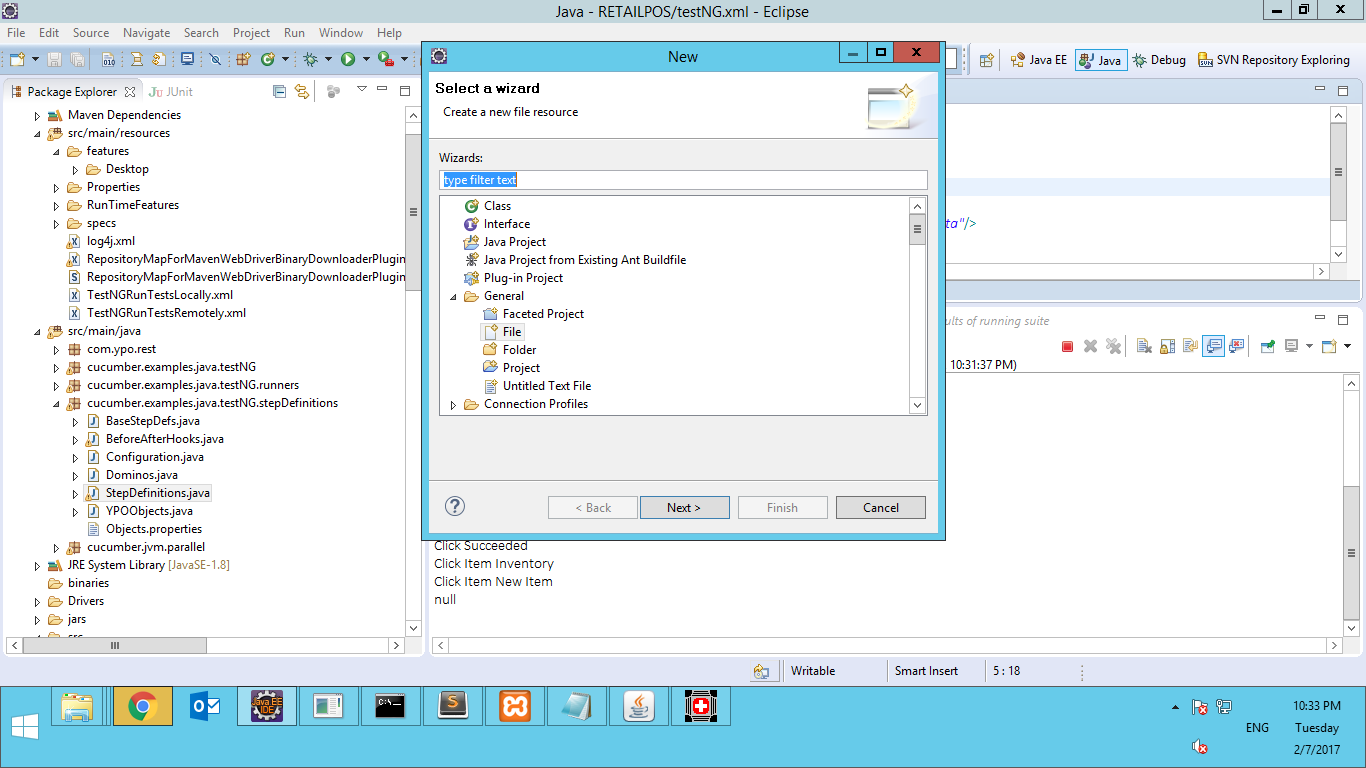 Java - RETAILPOS/testNG.xml - Eclipse
File Edit Source Navigate Search Project Run Window Help
Java EE Java Debug SVN Repository Exploring
Package Explorer JUnit
Maven Dependencies
src/main/resources
features
Desktop
Properties
RunTimeFeatures
specs
log4j.xml
RepositoryMapForMavenWebDriverBinaryDownloaderPlugin
RepositoryMapForMavenWebDriverBinaryDownloaderPlugin
TestNGRunTestsLocally.xml
TestNGRunTestsRemotely.xml
src/main/java
com.ypo.rest
cucumber.examples.java.testNG
cucumber.examples.java.testNG.runners
cucumber.examples.java.testNG.stepDefinitions
BaseStepDefs.java
BeforeAfterHooks.java
Configuration.java
Dominos.java
StepDefinitions.java
YPOObjects.java
Objects.properties
cucumber.jvm.parallel
JRE System Library [JavaSE-1.8]
binaries
Drivers
jars
New
Select a wizard
Create a new file resource
Wizards:
type filter text
Class
Interface
Java Project
Java Project from Existing Ant Buildfile
Plug-in Project
General
Faceted Project
File
Folder
Project
Untitled Text File
Connection Profiles
< Back Next > Finish Cancel
ta"/>
ults of running suite
10:31:37 PM)
Click Succeeded
Click Item Inventory
Click Item New Item
null
Writable Smart Insert 5 : 18
Java EE
IDE
C:\
10:33 PM
ENG Tuesday
2/7/2017